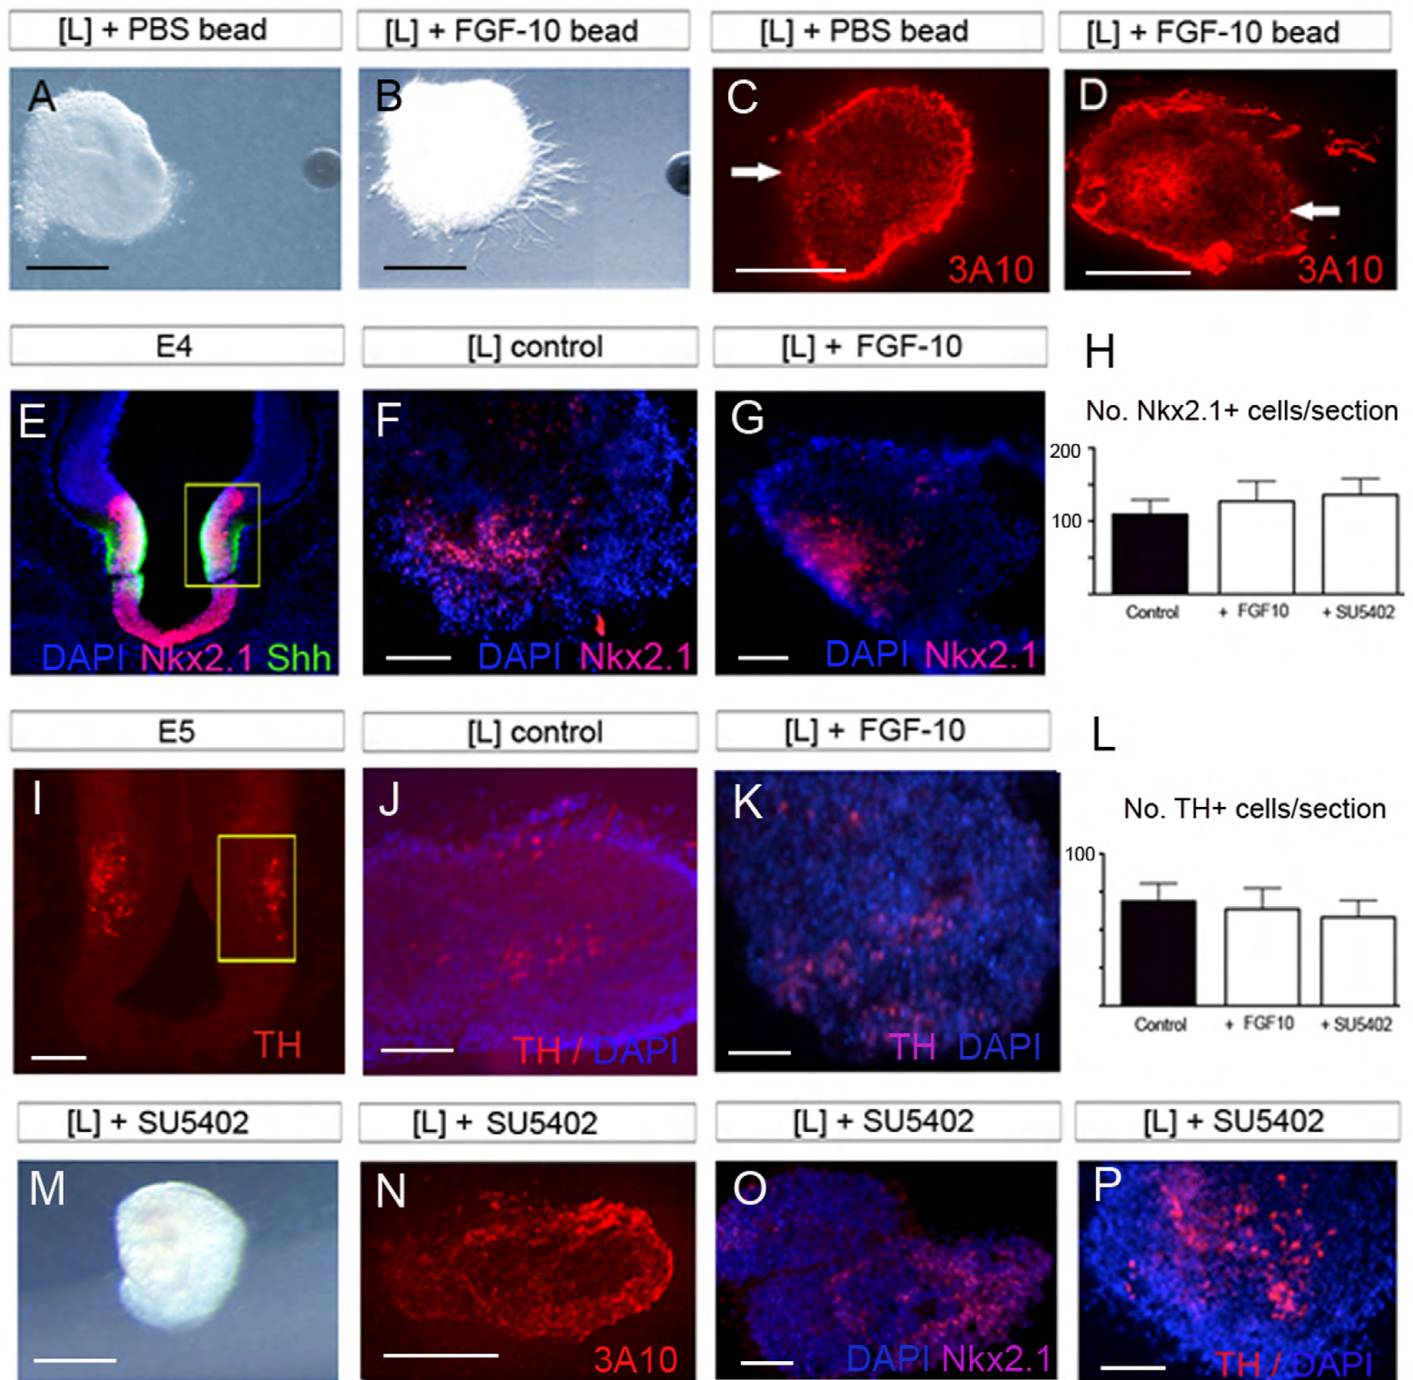 [L] + PBS bead
[L] + FGF-10 bead
[L] + PBS bead
[L] + FGF-10 bead
A
B
C
3A10
D
3A10
E4
[L] control
[L] + FGF-10
H
E
DAPI Nkx2.1 Shh
F
DAPI Nkx2.1
G
DAPI Nkx2.1
No. Nkx2.1+ cells/section
200
100
Control
+ FGF10
+ SU5402
E5
[L] control
[L] + FGF-10
L
I
TH
J
TH / DAPI
K
TH DAPI
No. TH+ cells/section
100
Control
+ FGF10
+ SU5402
[L] + SU5402
[L] + SU5402
[L] + SU5402
[L] + SU5402
M
N
3A10
O
DAPI Nkx2.1
P
TH / DAPI